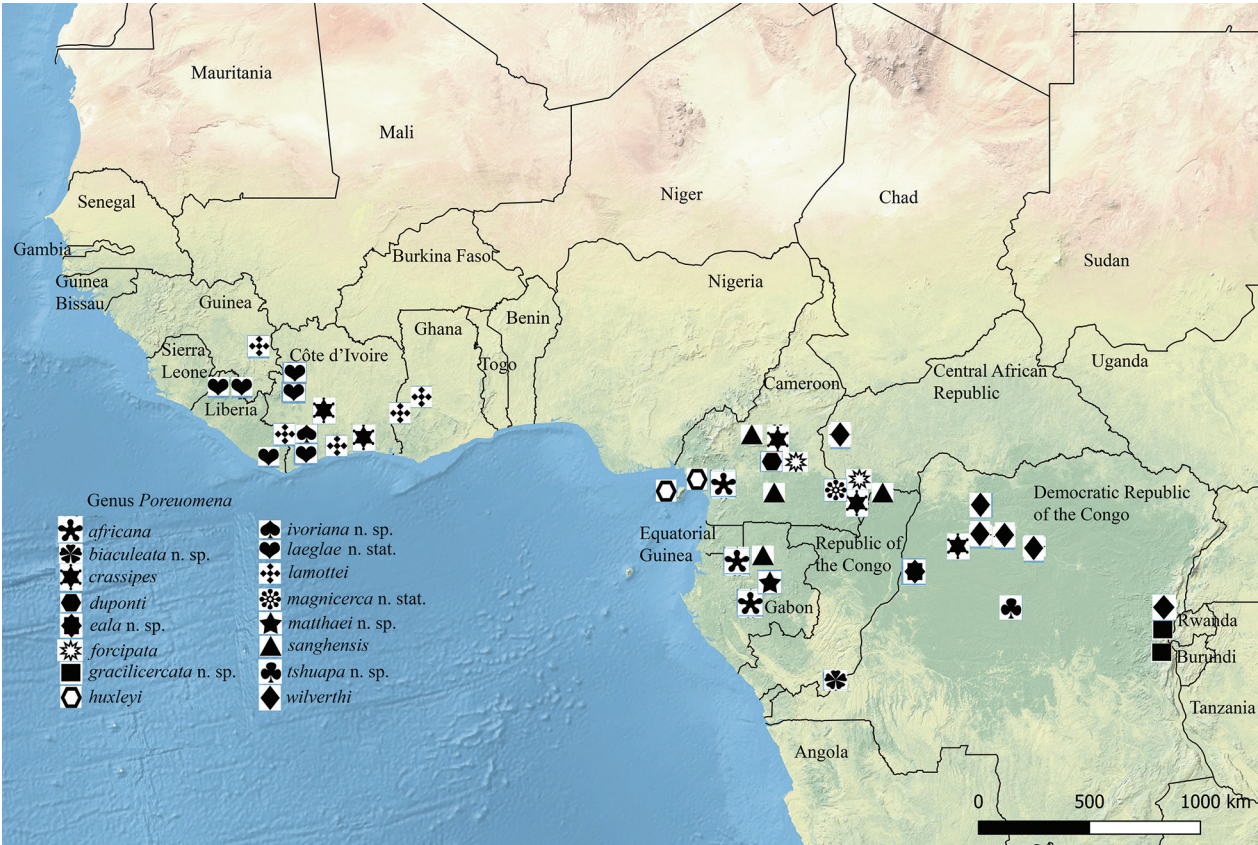 Mauritania
Mali
Niger
Chad
Senegal
Gambia
Burkina Faso
Sudan
Guinea
Bissau
Guinea
Nigeria
Benin
Ghana
Sierra
Leone
Côte d’Ivoire
Togo
Uganda
Cameroon
Central African
Republic
Liberia
Democratic Republic
of the Congo
Equatorial
Guinea
Republic of
the Congo
Gabon
Rwanda
Burundi
Tanzania
Angola
Genus Poreuomena
africana
biaculeata n. sp.
crassipes
duponti
eala n. sp.
forcipata
gracilicercata n. sp.
huxleyi
ivoriana n. sp.
laeglae n. stat.
lamottei
magnicerca n. stat.
matthaei n. sp.
sanghensis
tshuapa n. sp.
wilverthi
0 500 1000 km